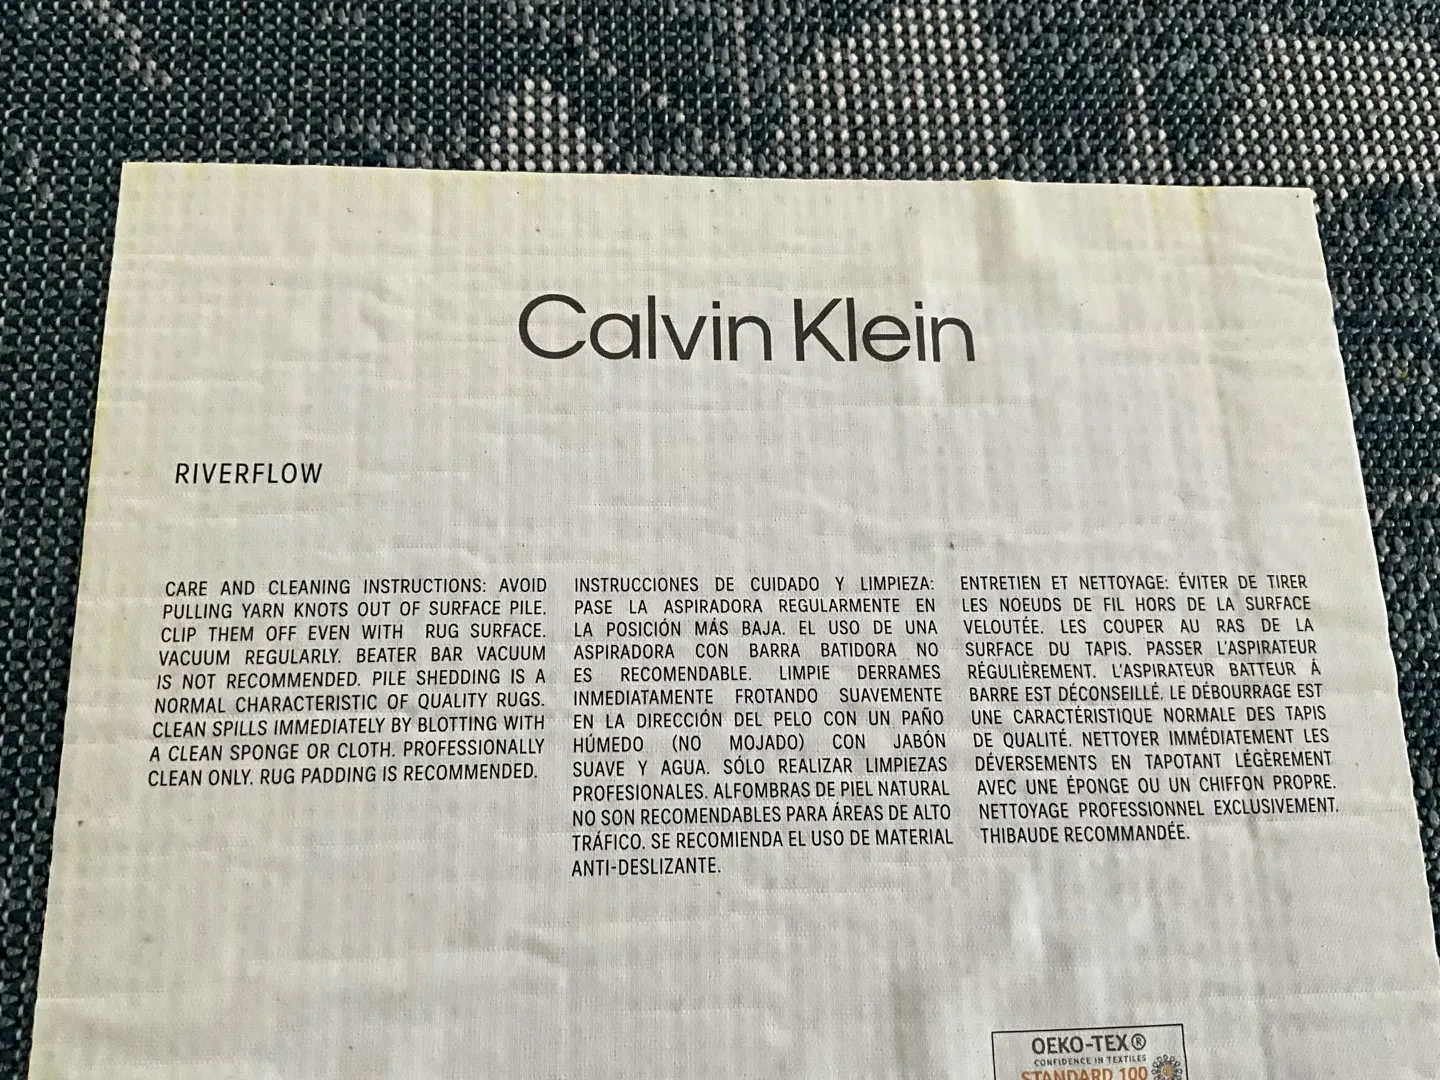 Calvin Klein
RIVERFLOW
CARE AND CLEANING INSTRUCTIONS: AVOID
PULLING YARN KNOTS OUT OF SURFACE PILE.
CLIP THEM OFF EVEN WITH RUG SURFACE.
VACUUM REGULARLY. BEATER BAR VACUUM
IS NOT RECOMMENDED. PILE SHEDDING IS A
NORMAL CHARACTERISTIC OF QUALITY RUGS.
CLEAN SPILLS IMMEDIATELY BY BLOTTING WITH
A CLEAN SPONGE OR CLOTH. PROFESSIONALLY
CLEAN ONLY. RUG PADDING IS RECOMMENDED.
INSTRUCCIONES DE CUIDADO Y LIMPIEZA:
PASE LA ASPIRADORA REGULARMENTE EN
LA POSICIÓN MÁS BAJA. EL USO DE UNA
ASPIRADORA CON BARRA BATIDORA NO
ES RECOMENDABLE. LIMPIE DERRAMES
INMEDIATAMENTE FROTANDO SUAVEMENTE
EN LA DIRECCIÓN DEL PELO CON UN PAÑO
HÚMEDO (NO MOJADO) CON JABÓN
SUAVE Y AGUA. SÓLO REALIZAR LIMPIEZAS
PROFESIONALES. ALFOMBRAS DE PIEL NATURAL
NO SON RECOMENDABLES PARA ÁREAS DE ALTO
TRÁFICO. SE RECOMIENDA EL USO DE MATERIAL
ANTI-DESLIZANTE.
ENTRETIEN ET NETTOYAGE: ÉVITER DE TIRER
LES NOEUDS DE FIL HORS DE LA SURFACE
VELOUTÉE. LES COUPER AU RAS DE LA
SURFACE DU TAPIS. PASSER L'ASPIRATEUR
RÉGULIÈREMENT. L'ASPIRATEUR BATTEUR Á
BARRE EST DÉCONSEILLÉ. LE DÉBOURRAGE EST
UNE CARACTÉRISTIQUE NORMALE DES TAPIS
DE QUALITÉ. NETTOYER IMMÉDIATEMENT LES
DÉVERSEMENTS EN TAPOTANT LÉGÈREMENT
AVEC UNE ÉPONGE OU UN CHIFFON PROPRE.
NETTOYAGE PROFESSIONNEL EXCLUSIVEMENT.
THIBAUDE RECOMMANDÉE.
OEKO-TEX®
CONFIDENCE IN TEXTILES
STANDARD 100